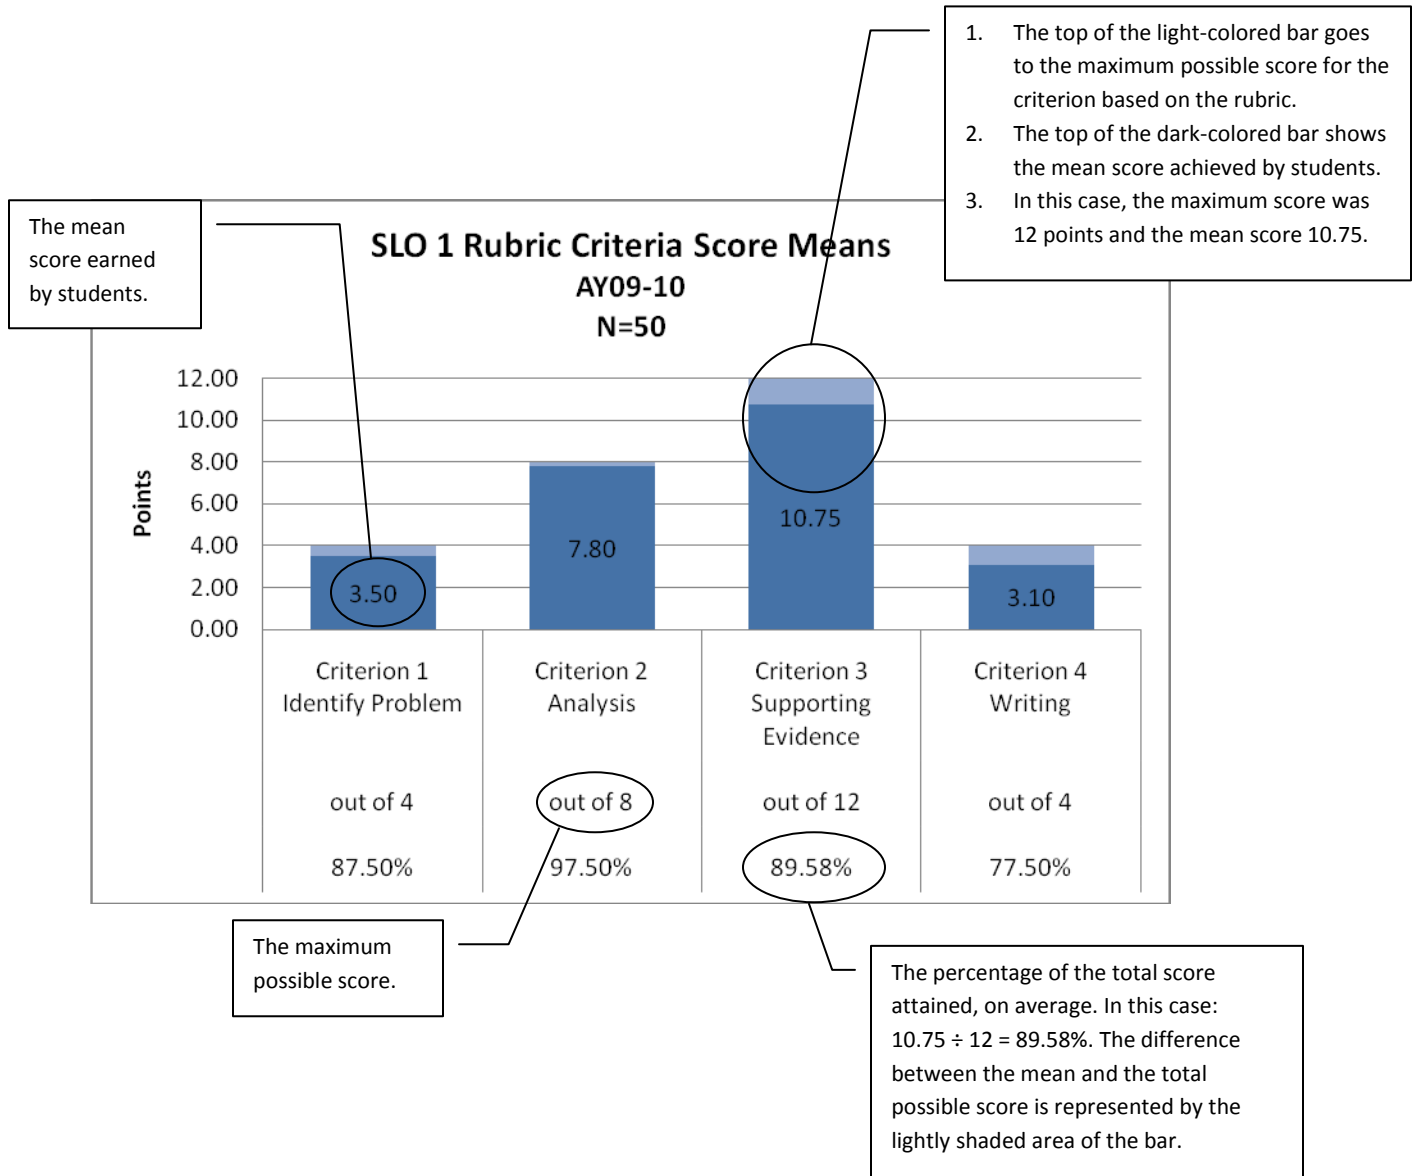 1. The top of the light-colored bar goes
to the maximum possible score for the
criterion based on the rubric.
2. The top of the dark-colored bar shows
the mean score achieved by students.
3. In this case, the maximum score was
12 points and the mean score 10.75.
The mean
score earned
by students.
SLO 1 Rubric Criteria Score Means
AY09-10
N=50
Points
12.00
10.00
8.00
6.00
4.00
2.00
0.00
3.50
7.80
10.75
3.10
Criterion 1
Identify Problem
out of 4
87.50%
Criterion 2
Analysis
out of 8
97.50%
Criterion 3
Supporting
Evidence
out of 12
89.58%
Criterion 4
Writing
out of 4
77.50%
The maximum
possible score.
The percentage of the total score
attained, on average. In this case:
10.75 ÷ 12 = 89.58%. The difference
between the mean and the total
possible score is represented by the
lightly shaded area of the bar.